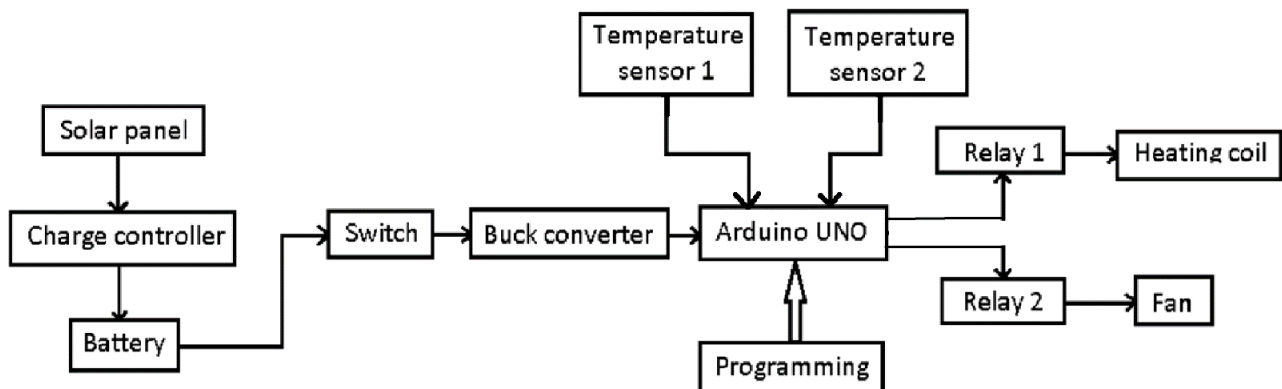 Temperature
sensor 1
Temperature
sensor 2
Solar panel
Relay 1
Heating coil
Charge controller
Switch
Buck converter
Arduino UNO
Relay 2
Fan
Battery
Programming